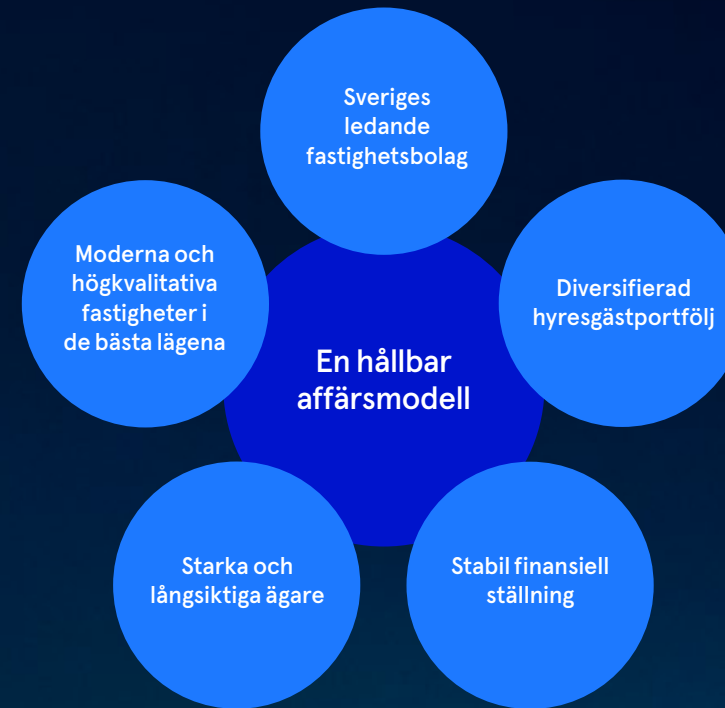 Sveriges
ledande
fastighetsbolag
Moderna och
högkvalitativa
fastigheter i
de bästa lägena
Diversifierad
hyresgästportfölj
En hållbar
affärsmodell
Starka och
långsiktiga ägare
Stabil finansiell
ställning